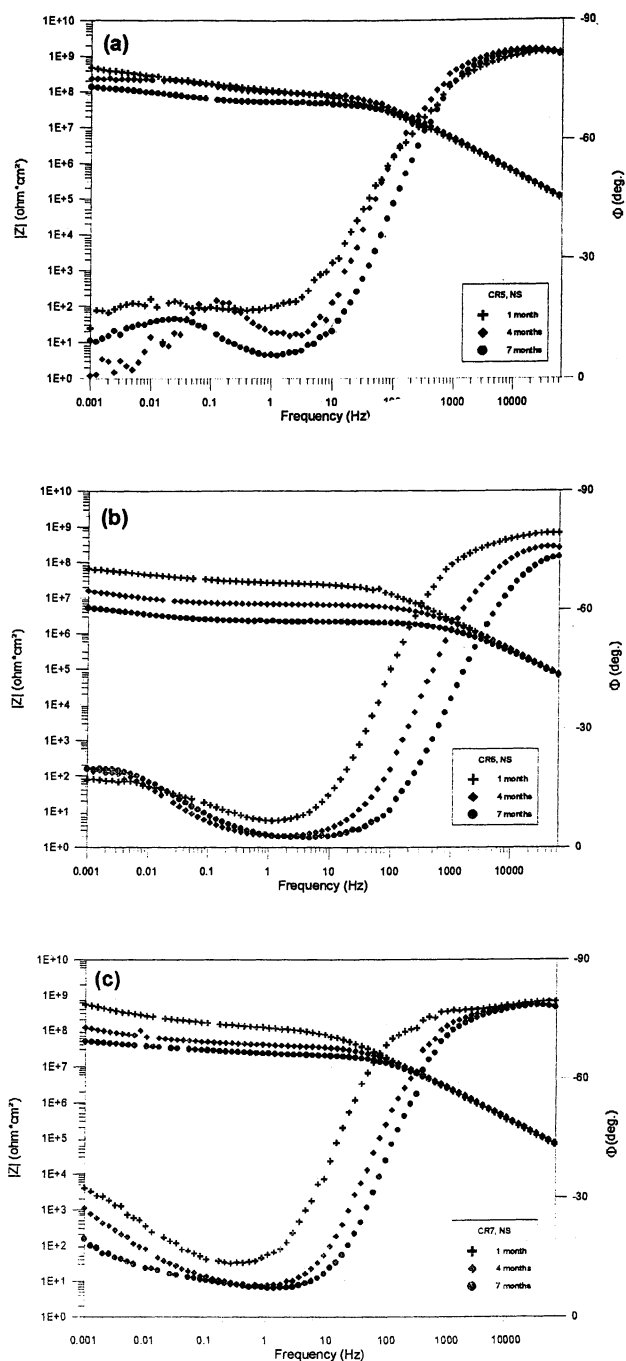 (a)
1E+10
1E+9
1E+8
1E+7
1E+6
1E+5
1E+4
1E+3
1E+2
1E+1
1E+0
|Z| (ohm*cm²)
-90
-60
-30
0
Φ (deg.)
CR5, NS
1 month
4 months
7 months
0.001 0.01 0.1 1 10 100 1000 10000
Frequency (Hz)
(b)
1E+10
1E+9
1E+8
1E+7
1E+6
1E+5
1E+4
1E+3
1E+2
1E+1
1E+0
|Z| (ohm*cm²)
-90
-60
-30
0
Φ (deg.)
CR6, NS
1 month
4 months
7 months
0.001 0.01 0.1 1 10 100 1000 10000
Frequency (Hz)
(c)
1E+10
1E+9
1E+8
1E+7
1E+6
1E+5
1E+4
1E+3
1E+2
1E+1
1E+0
|Z| (ohm*cm²)
-90
-60
-30
0
Φ (deg.)
CR7, NS
1 month
4 months
7 months
0.001 0.01 0.1 1 10 100 1000 10000
Frequency (Hz)